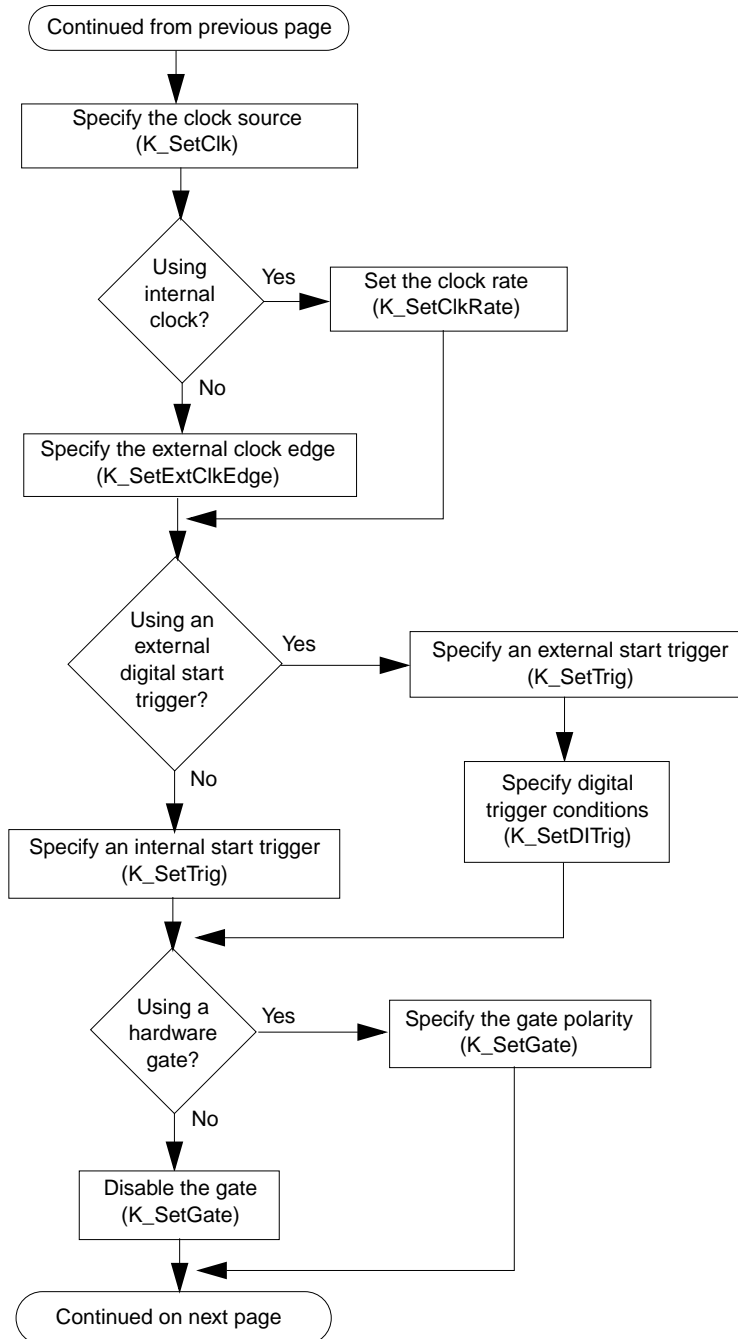 Continued from previous page
Specify the clock source
(K_SetClk)
Using
internal
clock?
Yes
Set the clock rate
(K_SetClkRate)
No
Specify the external clock edge
(K_SetExtClkEdge)
Using an
external
digital start
trigger?
Yes
Specify an external start trigger
(K_SetTrig)
Specify digital
trigger conditions
(K_SetDITrig)
No
Specify an internal start trigger
(K_SetTrig)
Using a
hardware
gate?
Yes
Specify the gate polarity
(K_SetGate)
No
Disable the gate
(K_SetGate)
Continued on next page